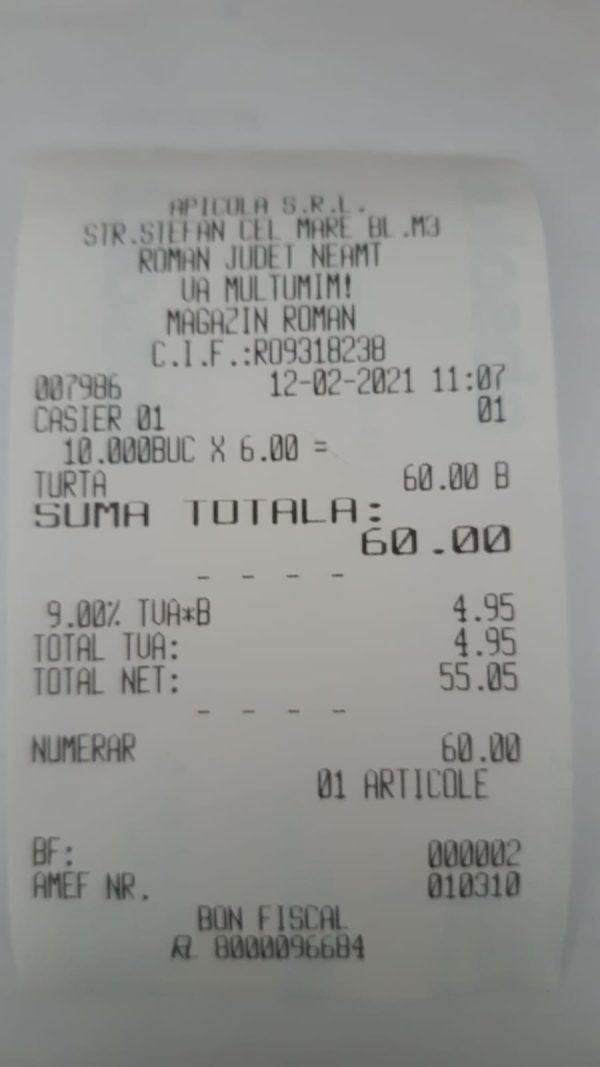 APICOLA S.R.L.
STR.STEFAN CEL MARE BL.M3
ROMAN JUDET NEAMT
VA MULTUMIM!
MAGAZIN ROMAN
C.I.F.:RO9318238
007986 12-02-2021 11:07
CASIER 01 01
10.000BUC X 6.00 =
TURTA 60.00 B
SUMA TOTALA:
60.00
- - - -
9.00% TVA*B 4.95
TOTAL TVA: 4.95
TOTAL NET: 55.05
- - - -
NUMERAR 60.00
01 ARTICOLE
BF: 000002
AMEF NR. 010310
BON FISCAL
8000096684